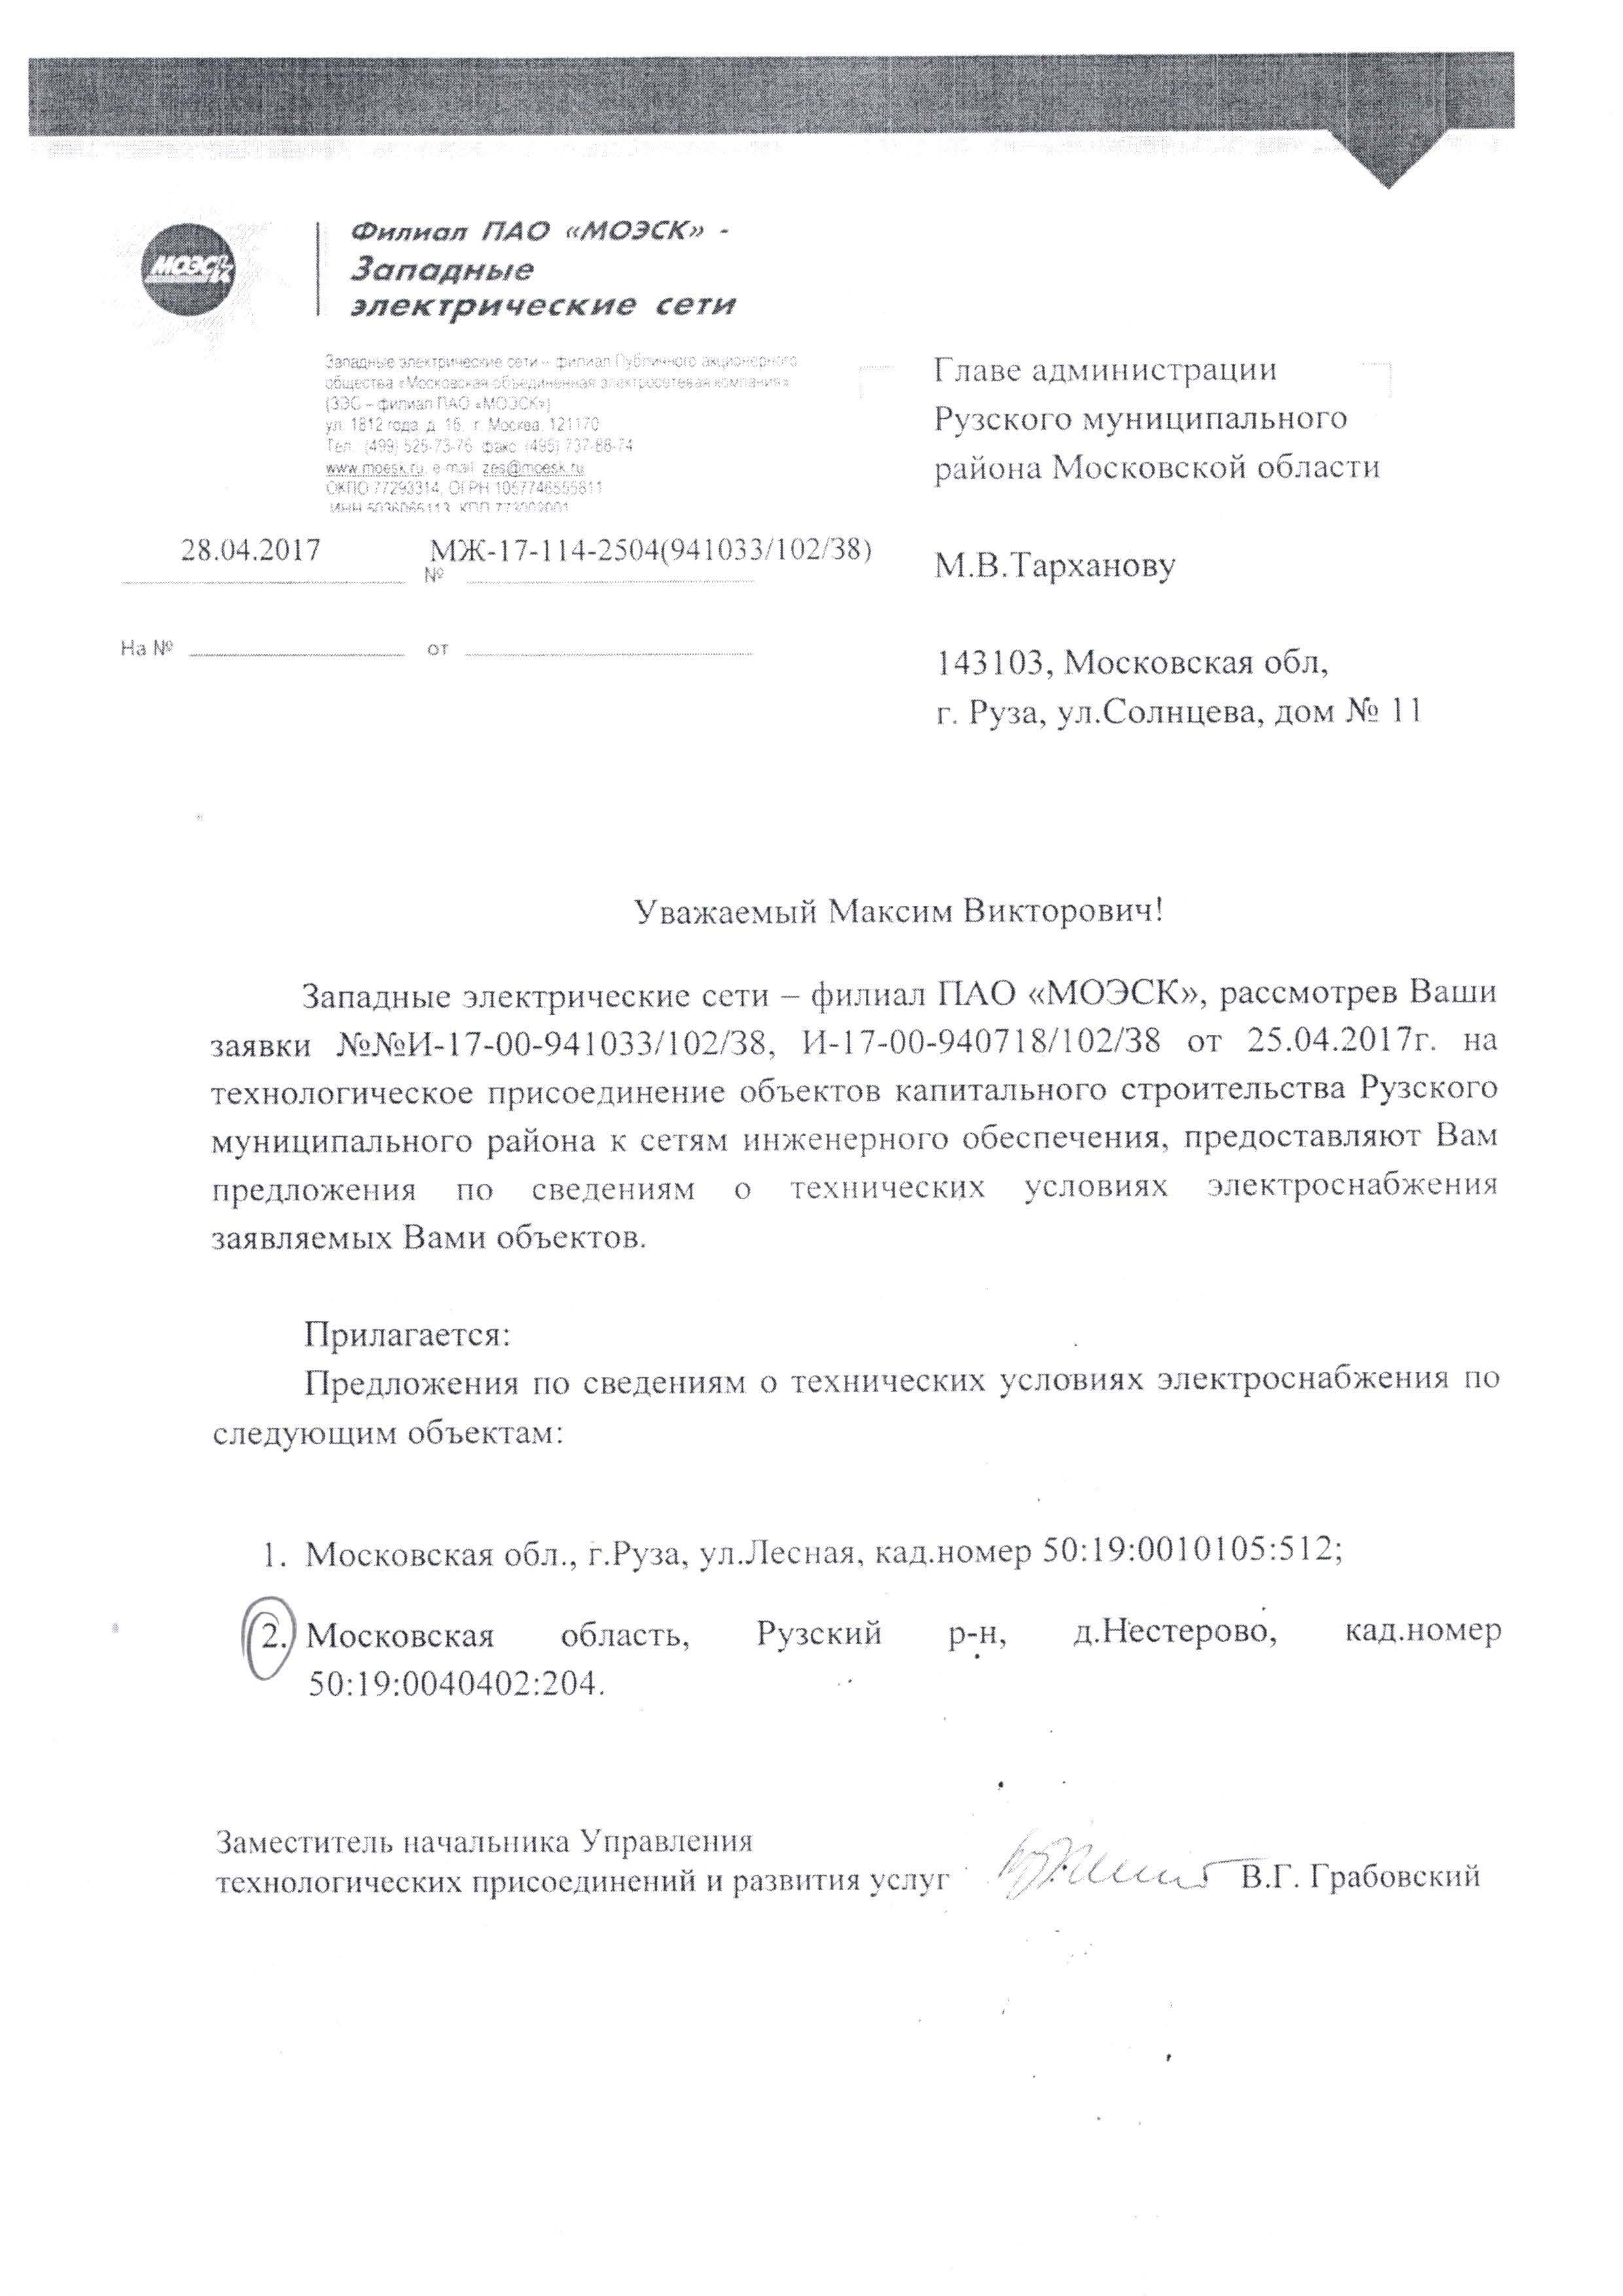 МОЭСК
Филиал ПАО «МОЭСК» -
Западные
электрические сети
Западные электрические сети – филиал Публичного акционерного
общества «Московская объединенная электросетевая компания»
(ЗЭС – филиал ПАО «МОЭСК»)
ул. 1812 года, д. 15, г. Москва, 121170
Тел.: (499) 525-73-76, факс: (495) 737-88-74
www.moesk.ru, e-mail: zes@moesk.ru
ОКПО 77293314, ОГРН 1057746555811
ИНН 5036065113, КПП 773002001
28.04.2017 МЖ-17-114-2504(941033/102/38)
№
На № от
Главе администрации
Рузского муниципального
района Московской области
М.В.Тарханову
143103, Московская обл,
г. Руза, ул.Солнцева, дом № 11
Уважаемый Максим Викторович!
Западные электрические сети – филиал ПАО «МОЭСК», рассмотрев Ваши
заявки №№И-17-00-941033/102/38, И-17-00-940718/102/38 от 25.04.2017г. на
технологическое присоединение объектов капитального строительства Рузского
муниципального района к сетям инженерного обеспечения, предоставляют Вам
предложения по сведениям о технических условиях электроснабжения
заявляемых Вами объектов.
Прилагается:
Предложения по сведениям о технических условиях электроснабжения по
следующим объектам:
1. Московская обл., г.Руза, ул.Лесная, кад.номер 50:19:0010105:512;
2. Московская область, Рузский р-н, д.Нестерово, кад.номер
50:19:0040402:204.
Заместитель начальника Управления
технологических присоединений и развития услуг В.Г. Грабовский